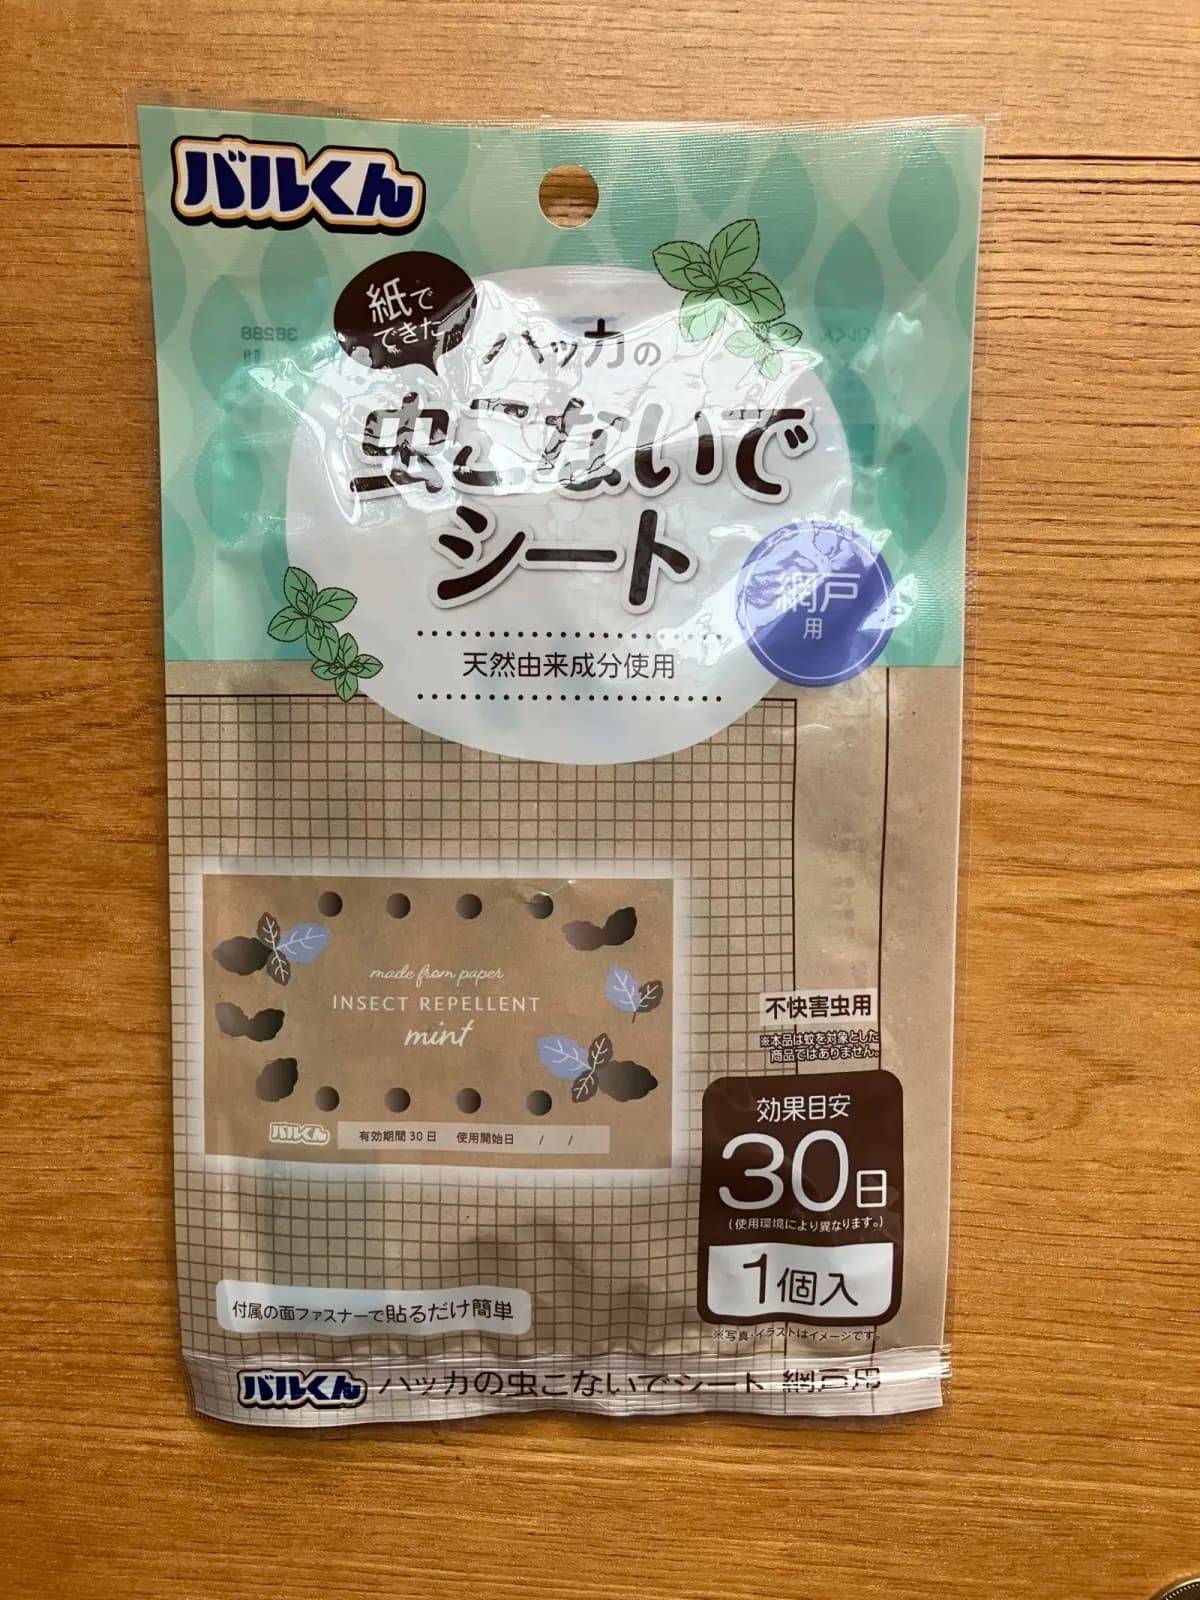 バルくん
紙で
できた
ハッカの
虫こないで
シート
網戸
用
天然由来成分使用
made from paper
INSECT REPELLENT
mint
バルくん
有効期間30日 使用開始日 / /
不快害虫用
※本品は蚊を対象とした
商品ではありません。
効果目安
30日
(使用環境により異なります。)
1個入
※写真・イラストはイメージです。
付属の面ファスナーで貼るだけ簡単
バルくん ハッカの虫こないでシート 網戸用